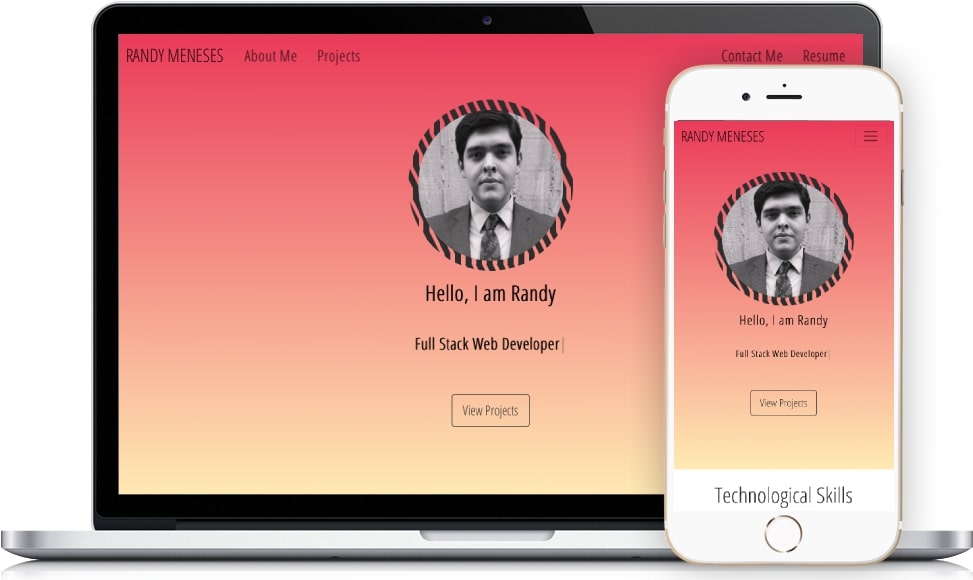 RANDY MENESES About Me Projects Contact Me Resume
Hello, I am Randy
Full Stack Web Developer
View Projects
RANDY MENESES
Hello, I am Randy
Full Stack Web Developer
View Projects
Technological Skills